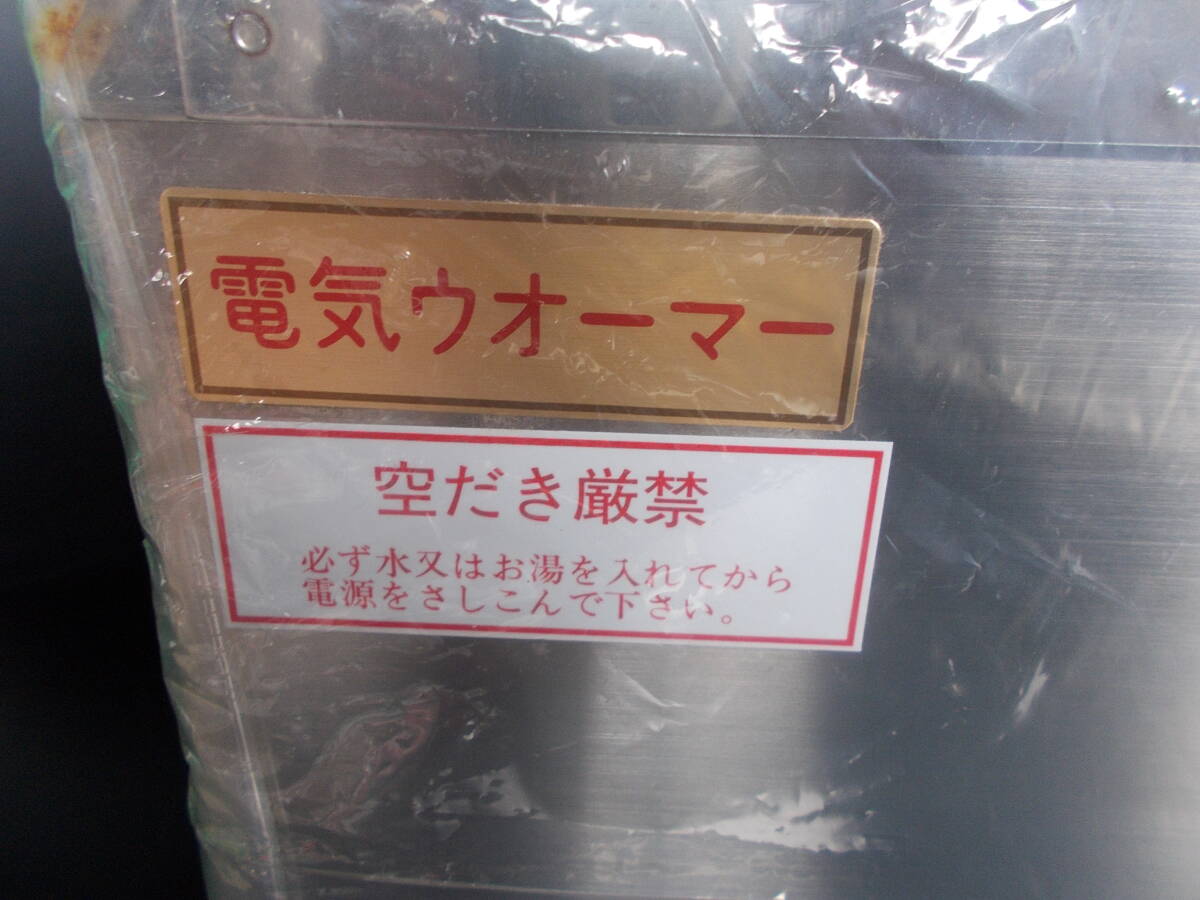 電気ウオーマー
空だき厳禁
必ず水又はお湯を入れてから
電源をさしこんで下さい。